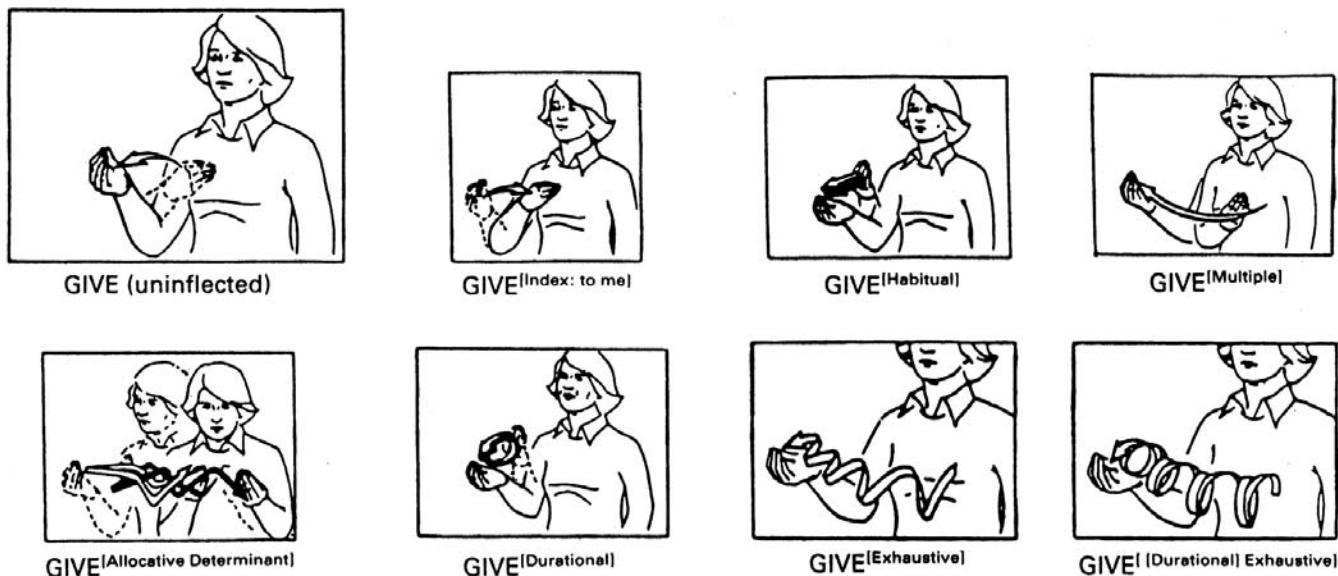 GIVE (uninflected)
GIVE[Index: to me]
GIVE[Habitual]
GIVE[Multiple]
GIVE[Allocative Determinant]
GIVE[Durational]
GIVE[Exhaustive]
GIVE[ [Durational] Exhaustive]